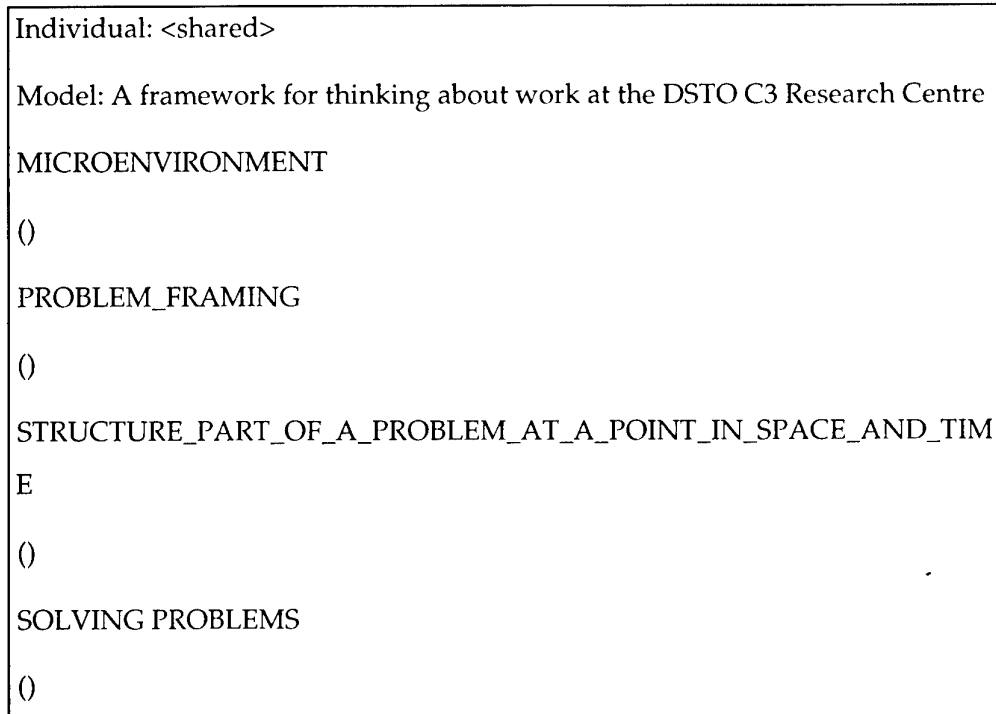 Individual: <shared>
Model: A framework for thinking about work at the DSTO C3 Research Centre
MICROENVIRONMENT
()
PROBLEM_FRAMING
()
STRUCTURE_PART_OF_A_PROBLEM_AT_A_POINT_IN_SPACE_AND_TIM
E
()
SOLVING PROBLEMS
()